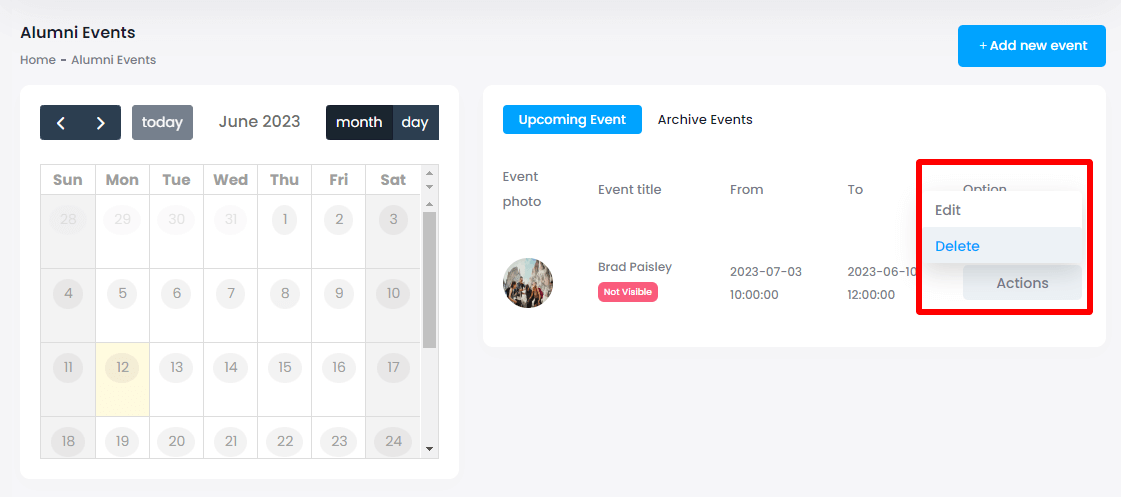 Alumni Events
Home - Alumni Events
+ Add new event
today
June 2023
month
day
Sun Mon Tue Wed Thu Fri Sat
28 29 30 31 1 2 3
4 5 6 7 8 9 10
11 12 13 14 15 16 17
18 19 20 21 22 23 24
Upcoming Event
Archive Events
Event
photo
Event title
From
To
Option
Edit
Delete
Brad Paisley
Not Visible
2023-07-03
10:00:00
2023-06-10
12:00:00
Actions